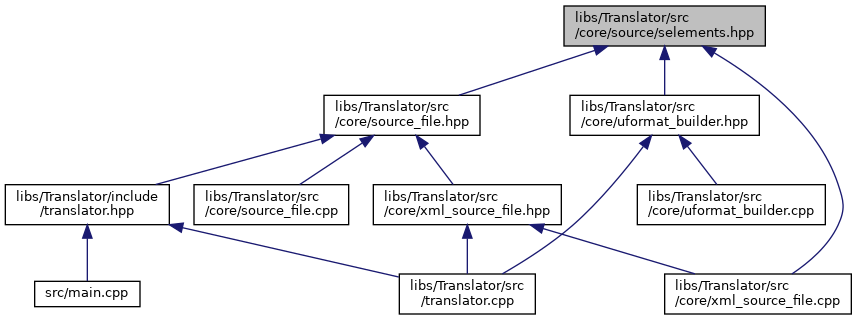 libs/Translator/src
/core/source/selements.hpp
libs/Translator/src
/core/source_file.hpp
libs/Translator/src
/core/uformat_builder.hpp
libs/Translator/include
/translator.hpp
libs/Translator/src
/core/source_file.cpp
libs/Translator/src
/core/xml_source_file.hpp
libs/Translator/src
/core/uformat_builder.cpp
src/main.cpp
libs/Translator/src
/translator.cpp
libs/Translator/src
/core/xml_source_file.cpp